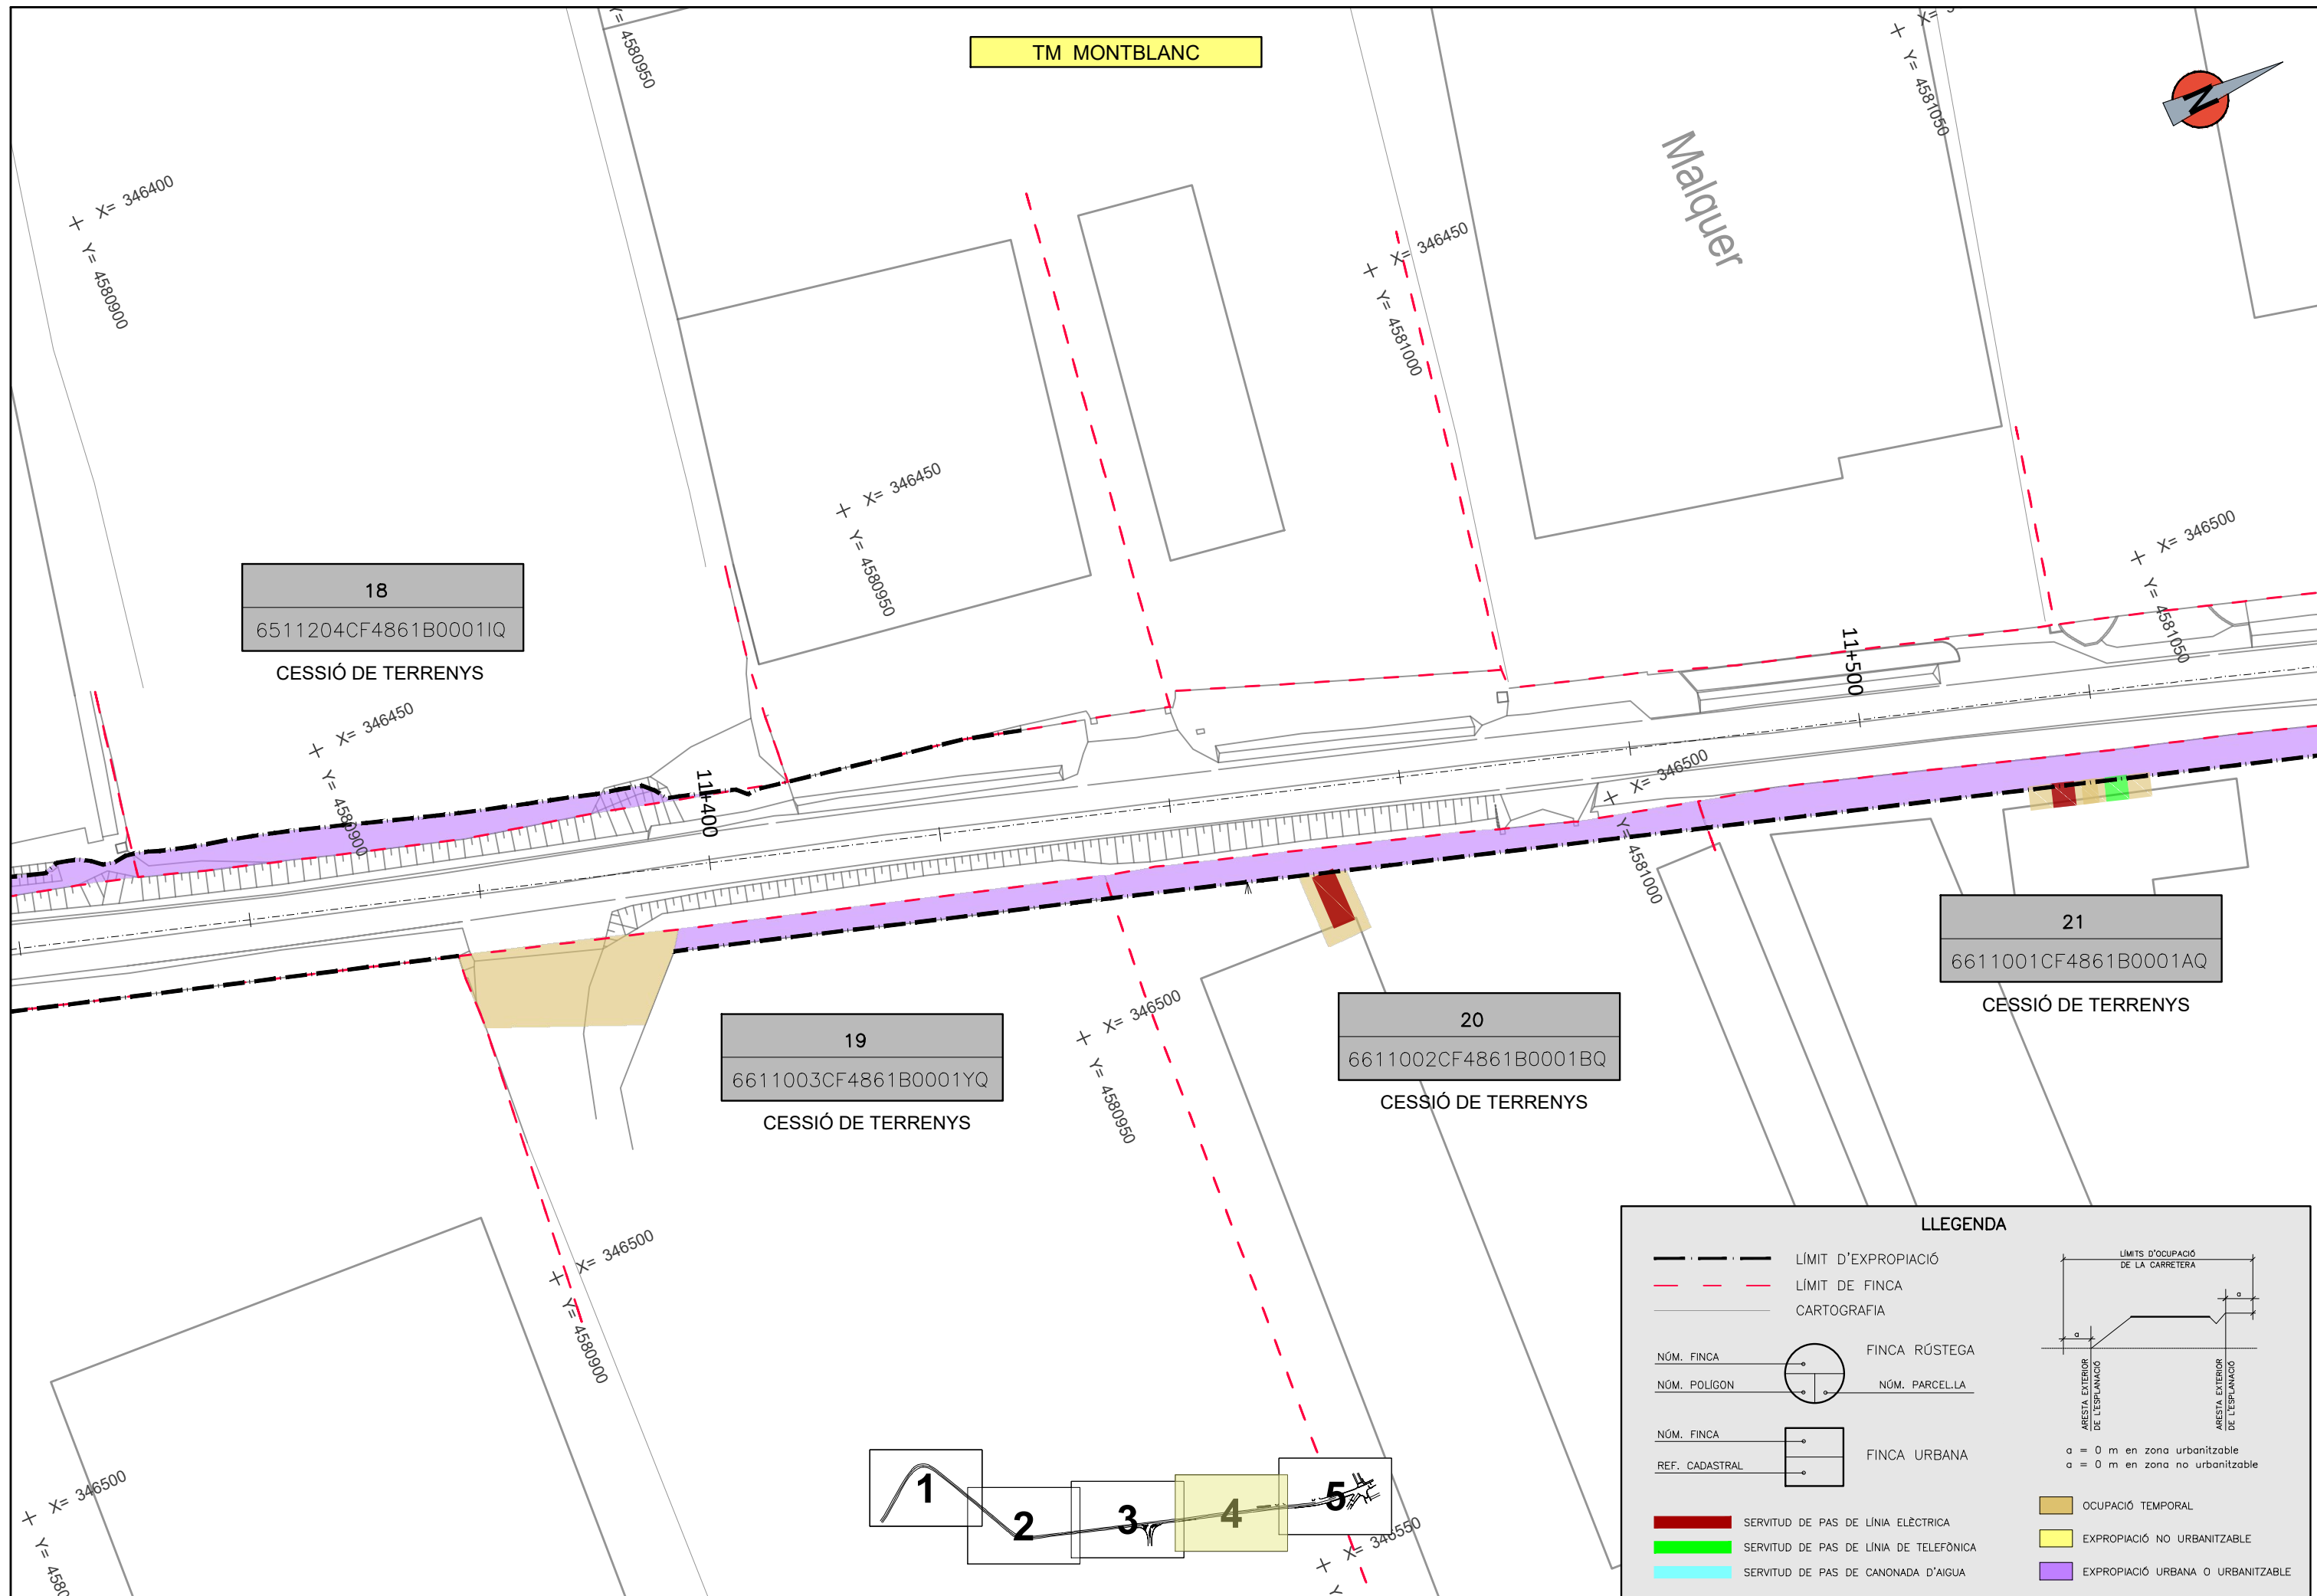 TM MONTBLANC
Y= 4580950
X=
Y= 4581050
N
Malquer
X= 346400
Y= 4580900
X= 346450
Y= 4581000
X= 346450
Y= 4580950
X= 346500
Y= 4581050
18
6511204CF4861B0001IQ
CESSIÓ DE TERRENYS
X= 346450
Y= 4580900
11+400
11+500
X= 346500
Y= 4581000
21
6611001CF4861B0001AQ
CESSIÓ DE TERRENYS
20
6611002CF4861B0001BQ
CESSIÓ DE TERRENYS
19
6611003CF4861B0001YQ
CESSIÓ DE TERRENYS
X= 346500
Y= 4580950
X= 346500
Y= 4580900
X= 346500
Y= 4580
X= 346550
Y
1
2
3
4
5
LLEGENDA
LÍMIT D'EXPROPIACIÓ
LÍMIT DE FINCA
CARTOGRAFIA
NÚM. FINCA
FINCA RÚSTEGA
NÚM. POLÍGON
NÚM. PARCEL.LA
NÚM. FINCA
FINCA URBANA
REF. CADASTRAL
LÍMITS D'OCUPACIÓ
DE LA CARRETERA
a
a
ARESTA EXTERIOR
DE L'ESPLANACIÓ
ARESTA EXTERIOR
DE L'ESPLANACIÓ
a = 0 m en zona urbanitzable
a = 0 m en zona no urbanitzable
SERVITUD DE PAS DE LÍNIA ELÈCTRICA
SERVITUD DE PAS DE LÍNIA DE TELEFÒNICA
SERVITUD DE PAS DE CANONADA D'AIGUA
OCUPACIÓ TEMPORAL
EXPROPIACIÓ NO URBANITZABLE
EXPROPIACIÓ URBANA O URBANITZABLE